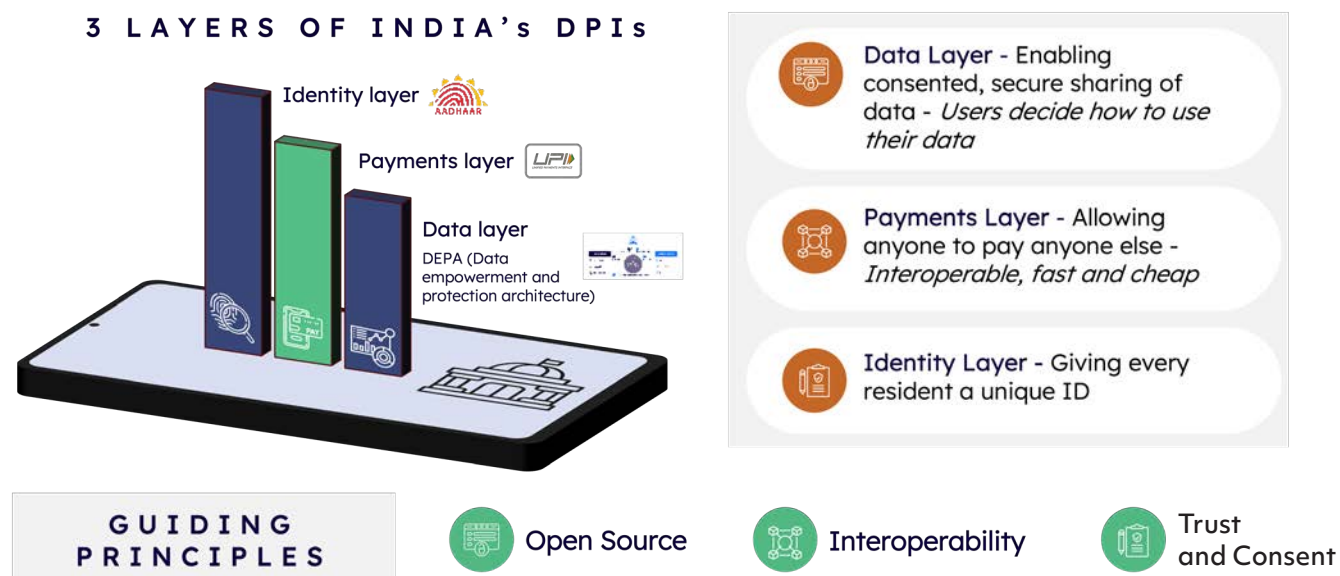 3 LAYERS OF INDIA's DPIs
Identity layer
AADHAAR
Payments layer
UPI
UNIFIED PAYMENTS INTERFACE
Data layer
DEPA (Data
empowerment and
protection architecture)
PAY
Data Layer - Enabling
consented, secure sharing of
data - Users decide how to use
their data
Payments Layer - Allowing
anyone to pay anyone else -
Interoperable, fast and cheap
Identity Layer - Giving every
resident a unique ID
GUIDING
PRINCIPLES
Open Source
Interoperability
Trust
and Consent